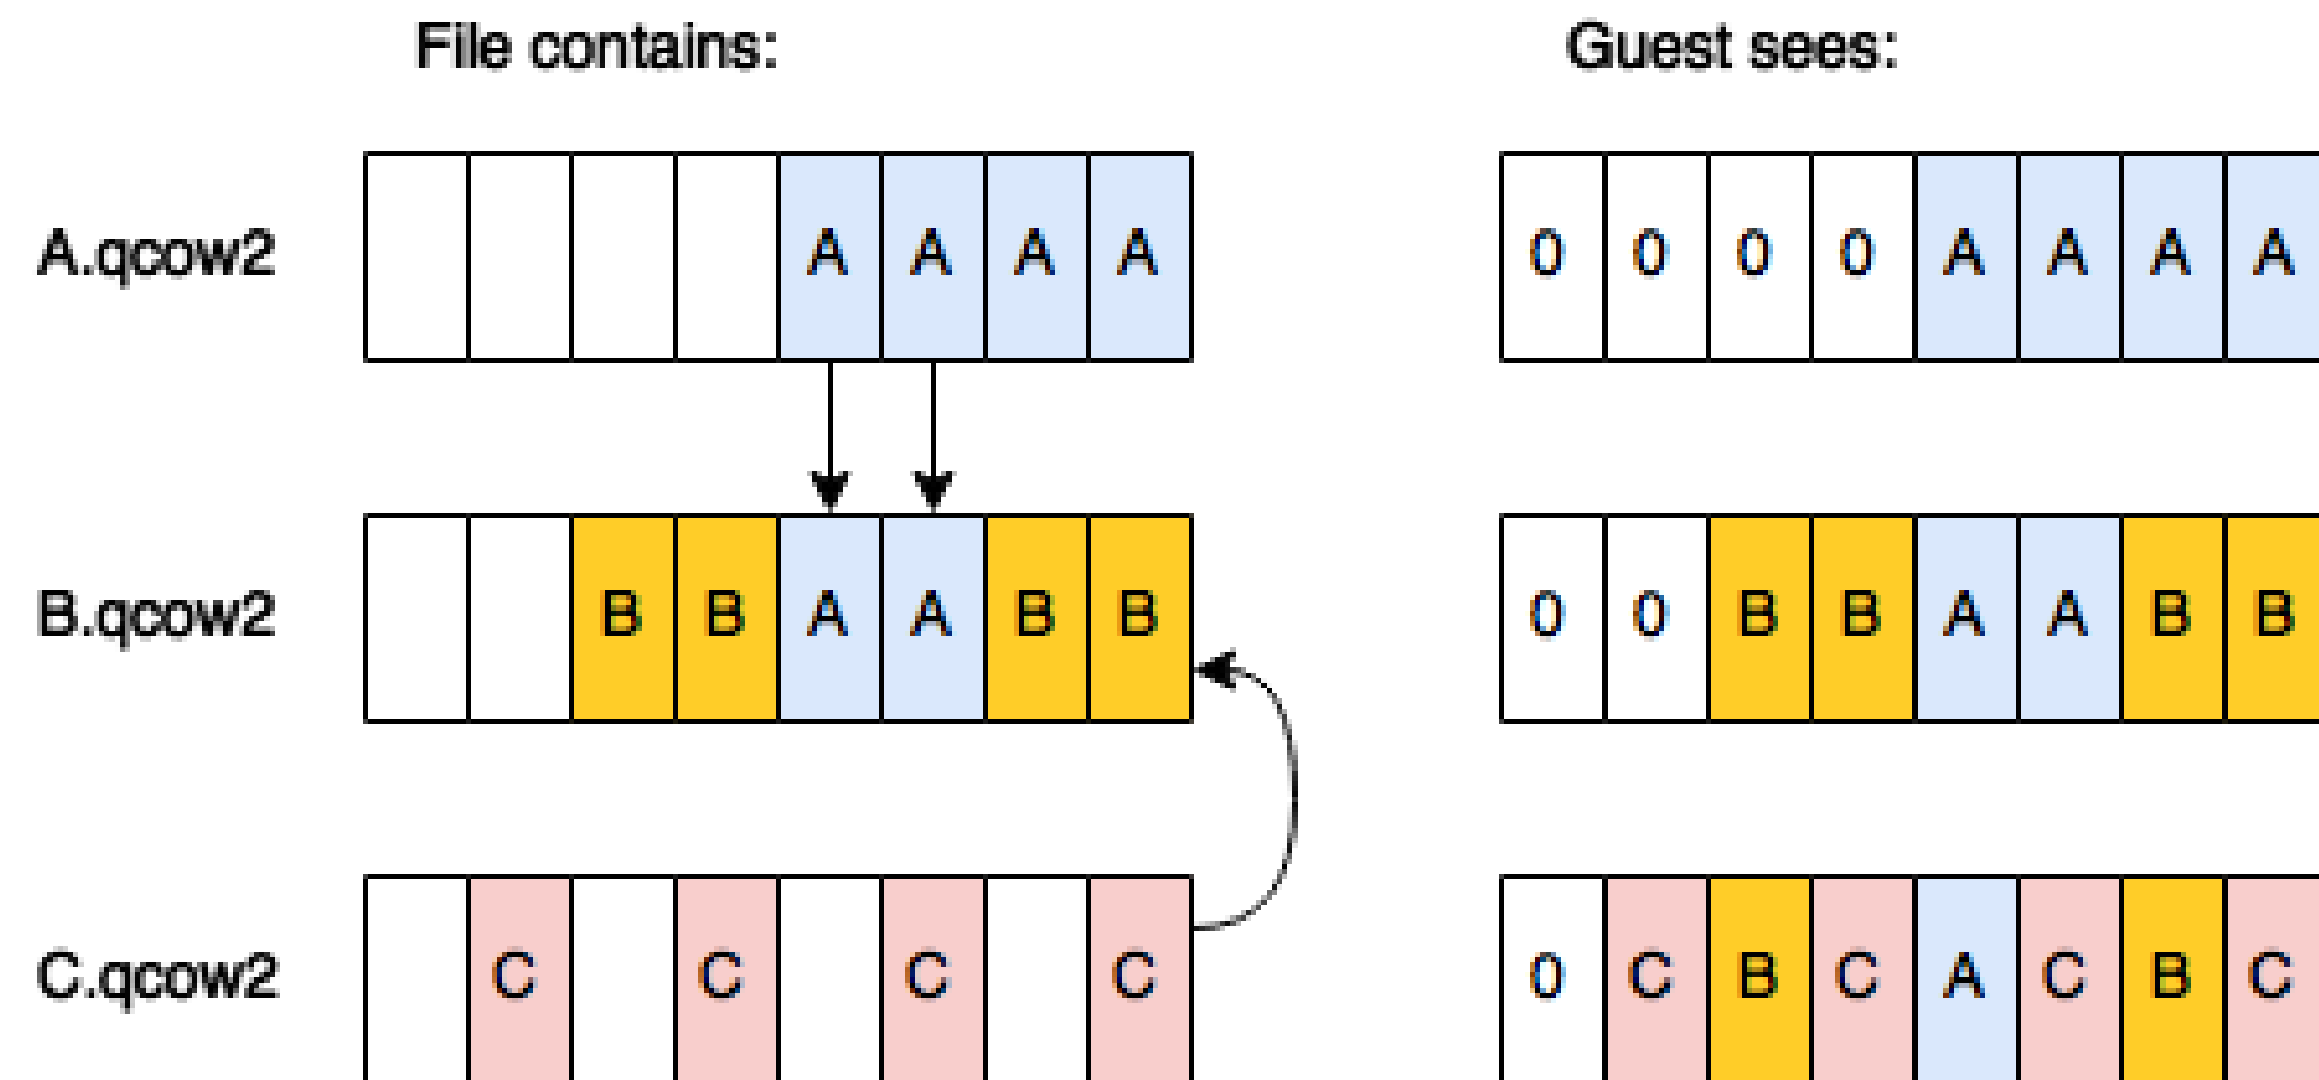 File contains: Guest sees:
A.qcow2 A A A A 0 0 0 0 A A A A
B.qcow2 B B A A B B 0 0 B B A A B B
C.qcow2 C C C C 0 C B C A C B C